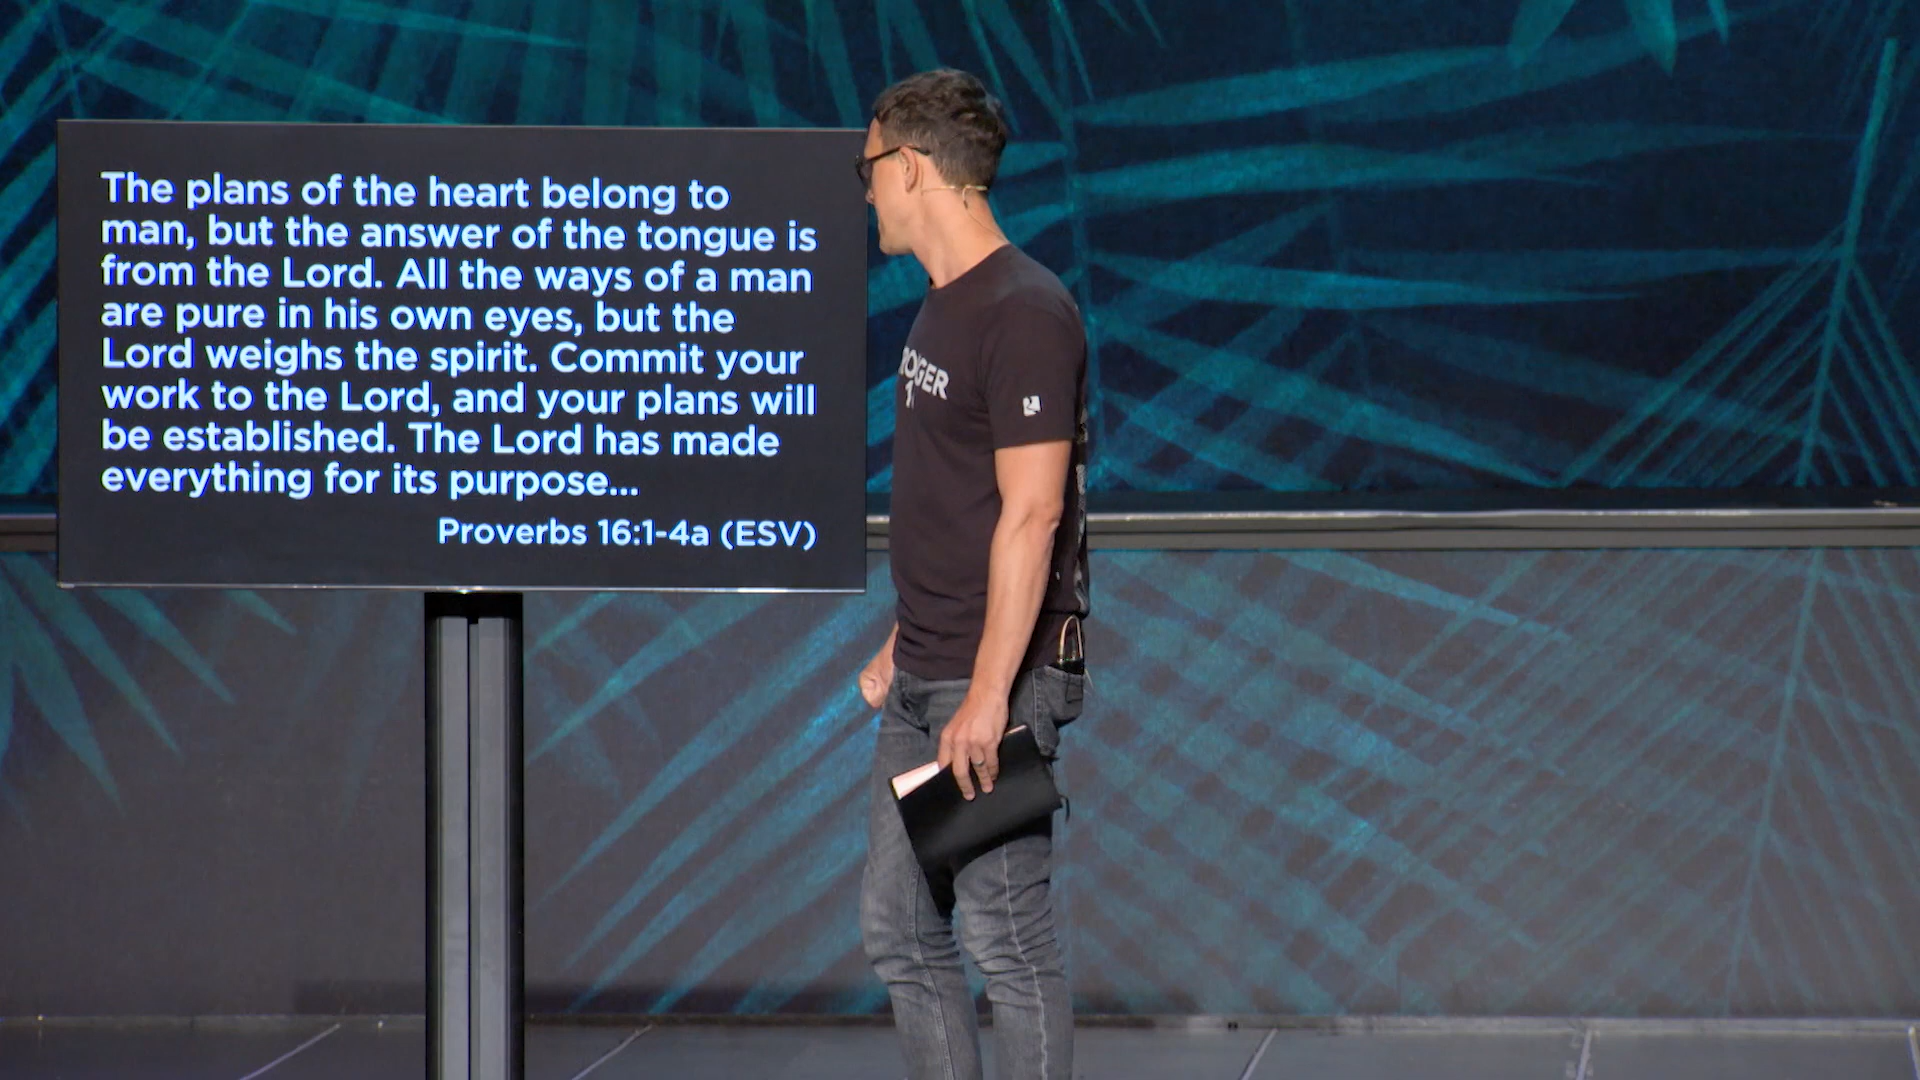 The plans of the heart belong to
man, but the answer of the tongue is
from the Lord. All the ways of a man
are pure in his own eyes, but the
Lord weighs the spirit. Commit your
work to the Lord, and your plans will
be established. The Lord has made
everything for its purpose...
Proverbs 16:1-4a (ESV)